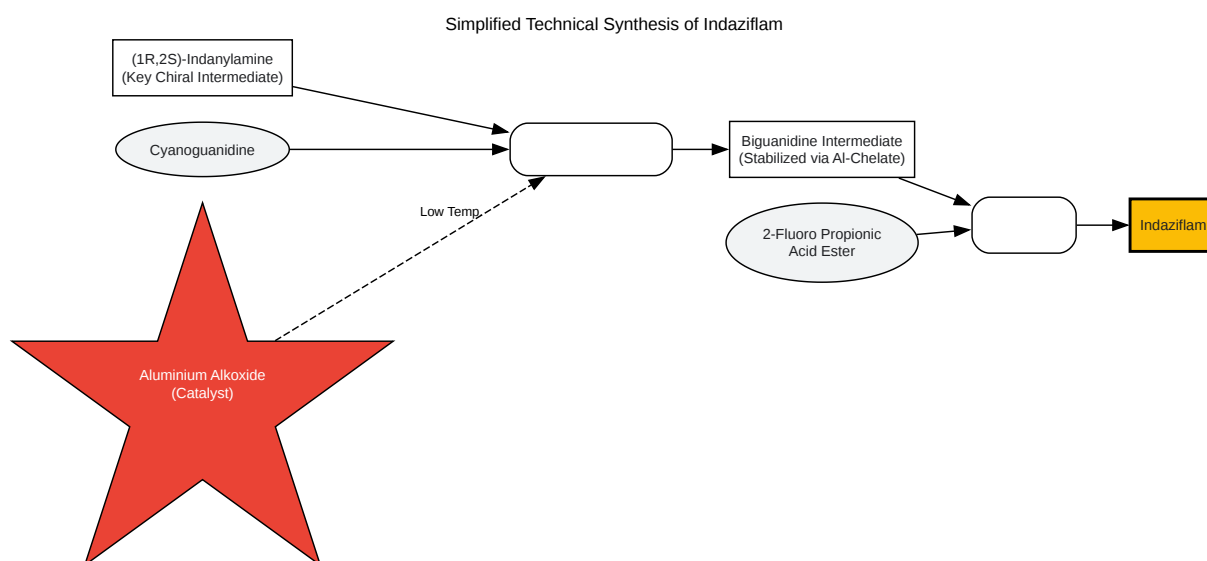 Simplified Technical Synthesis of Indaziflam
(1R,2S)-Indanylamine
(Key Chiral Intermediate)
Cyanoguanidine
Low Temp
Biguanidine Intermediate
(Stabilized via Al-Chelate)
2-Fluoro Propionic
Acid Ester
Indaziflam
Aluminium Alkoxide
(Catalyst)